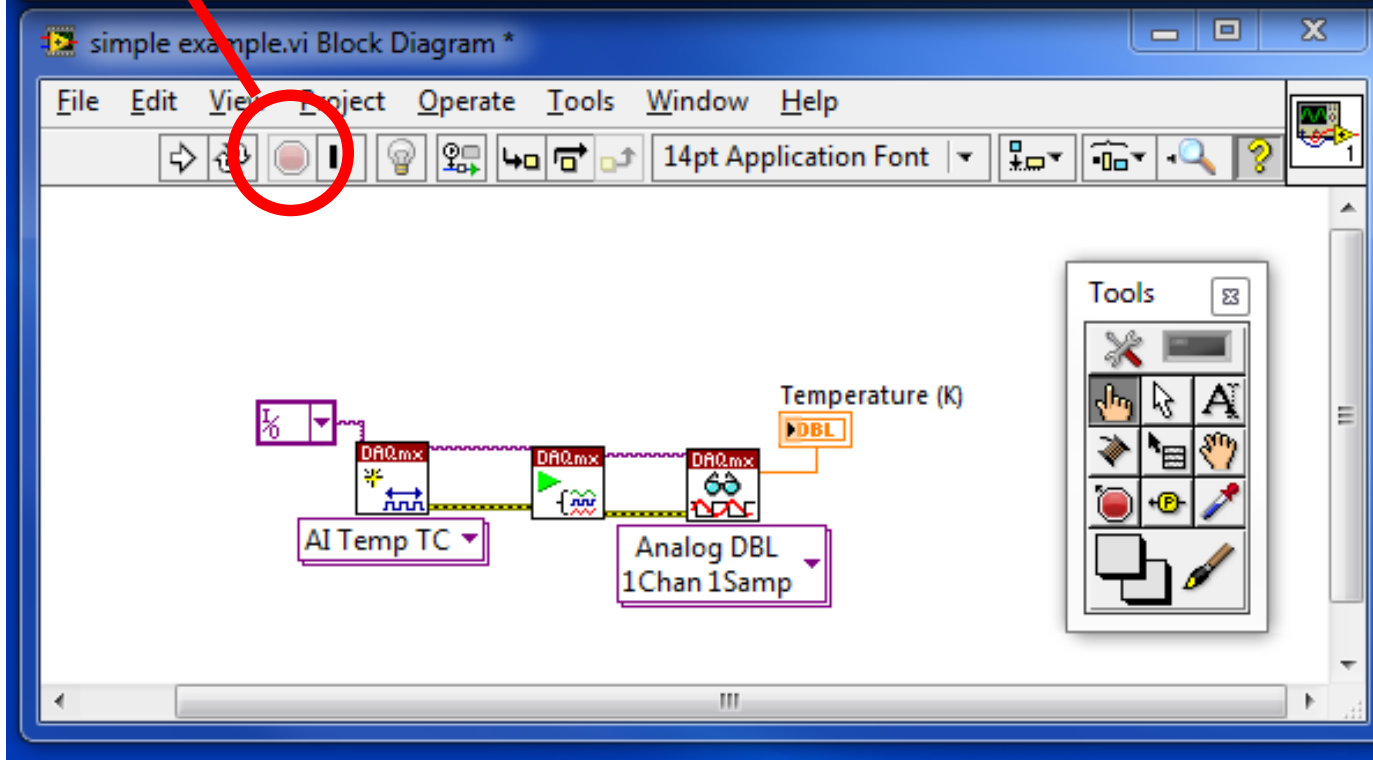 simple example.vi Block Diagram *
File Edit View Project Operate Tools Window Help
14pt Application Font
1
Tools
Temperature (K)
I/O
DBL
DAQmx DAQmx DAQmx
AI Temp TC
Analog DBL
1Chan 1Samp
A
P